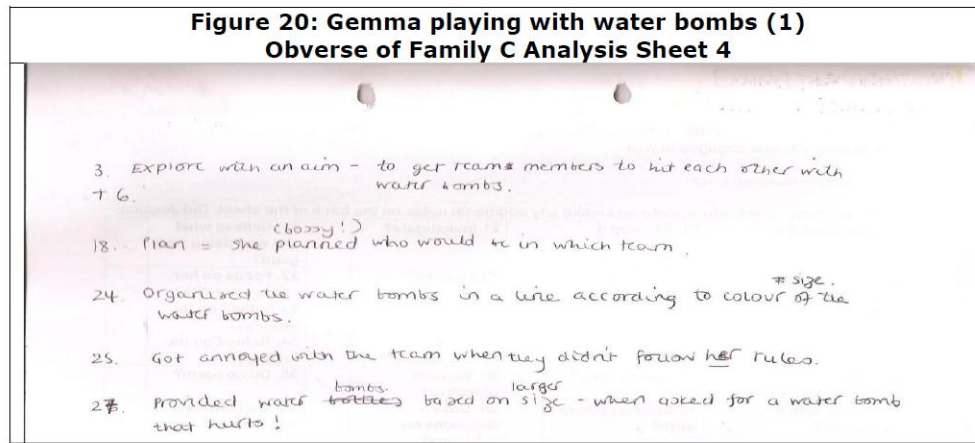 Figure 20: Gemma playing with water bombs (1)
Obverse of Family C Analysis Sheet 4
3. Explore with an aim - to get teams members to hit each other with
+ 6. water bombs.
(bossy!)
18. Plan = she planned who would be in which team.
* size.
24. Organised the water bombs in a line according to colour of the
water bombs.
25. Got annoyed with the team when they didn't follow her rules.
bombs. larger
27. Provided water bottles based on size - when asked for a water bomb
that hurts!